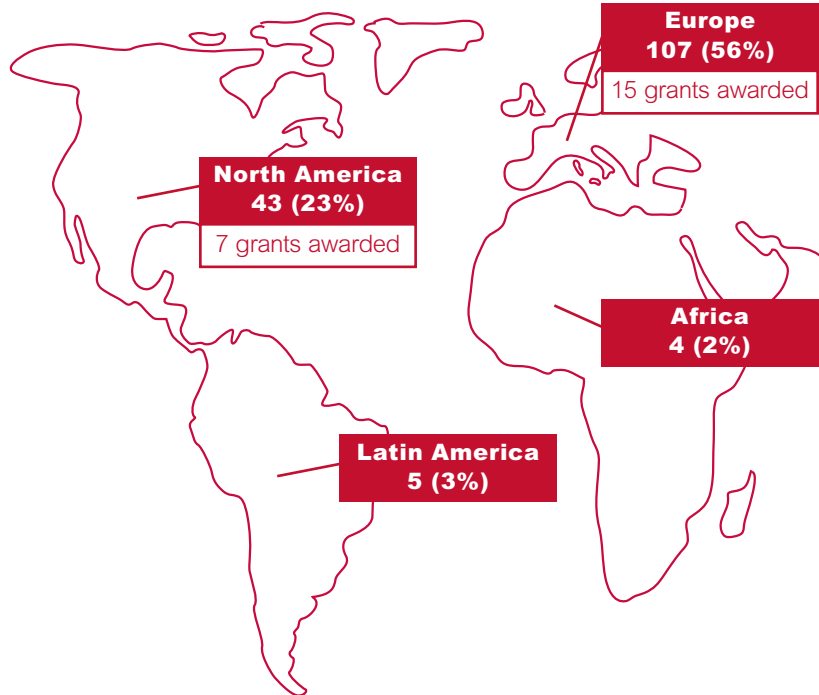 Europe
107 (56%)
15 grants awarded
North America
43 (23%)
7 grants awarded
Africa
4 (2%)
Latin America
5 (3%)